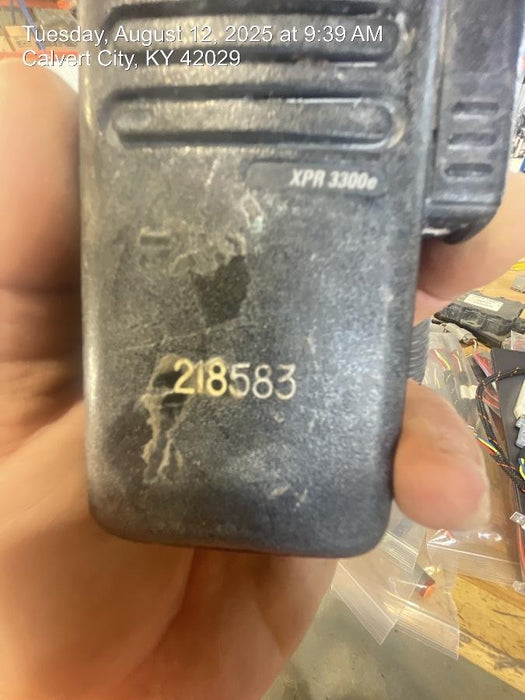 Tuesday, August 12, 2025 at 9:39 AM
Calvert City, KY 42029
XPR 3300e
218583